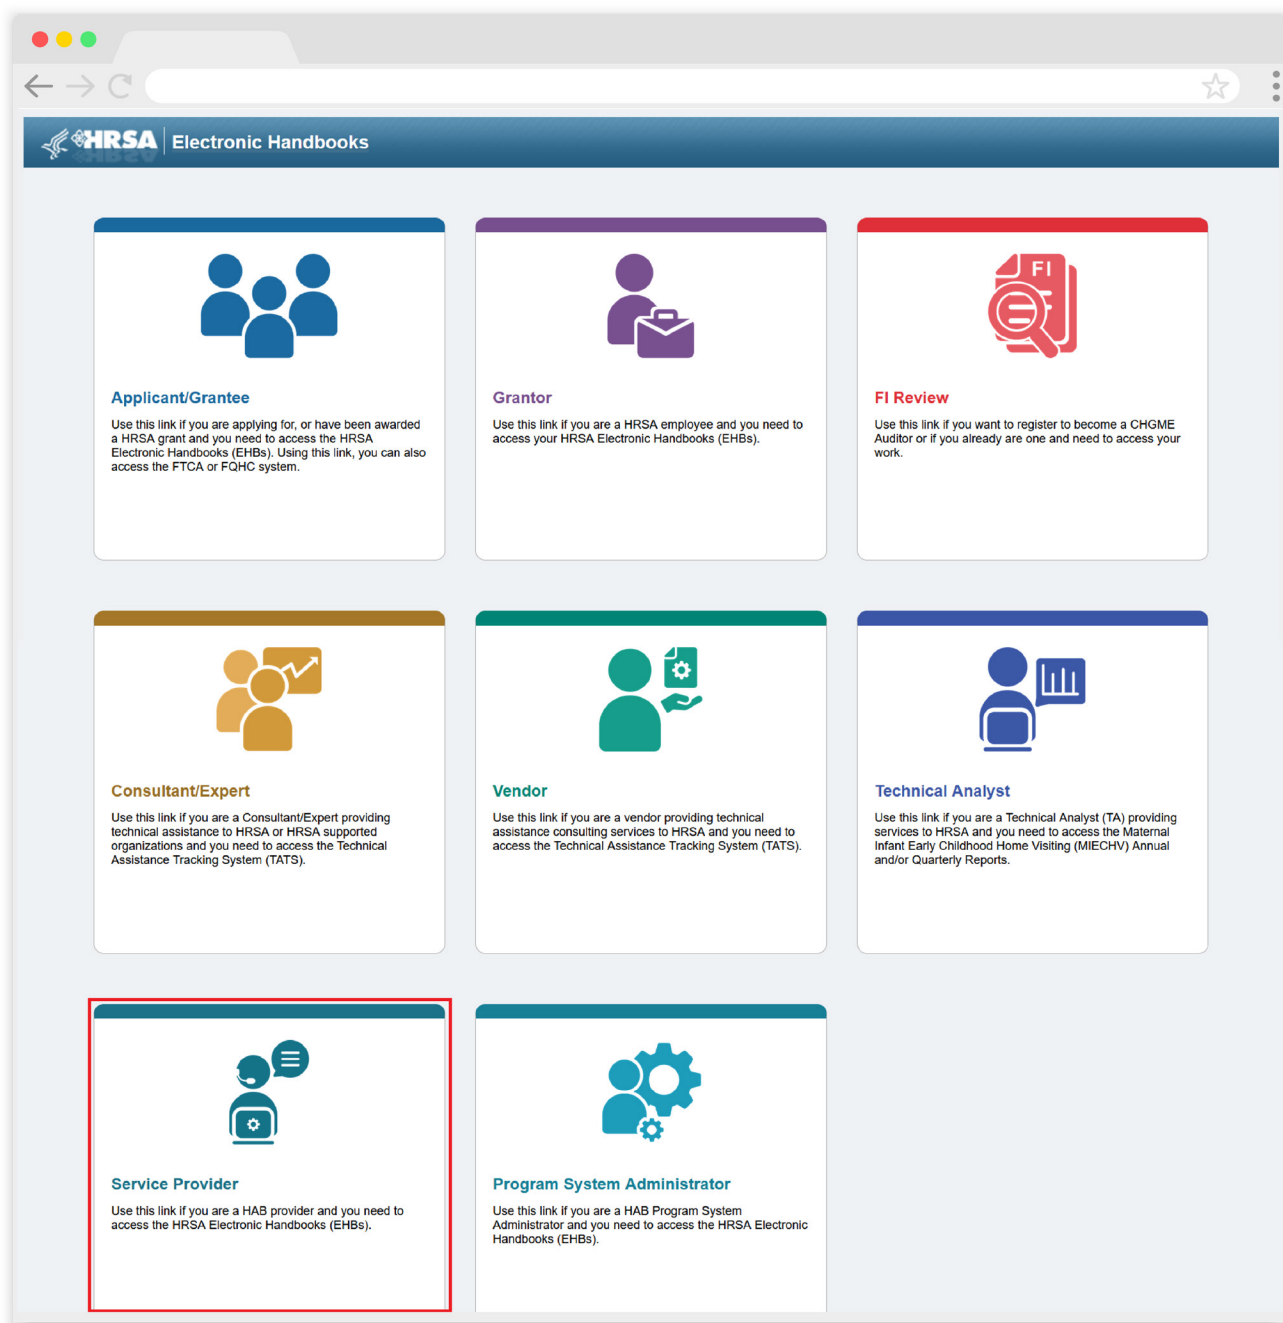 HRSA Electronic Handbooks
Applicant/Grantee
Use this link if you are applying for, or have been awarded
a HRSA grant and you need to access the HRSA
Electronic Handbooks (EHBs). Using this link, you can also
access the FTCA or FQHC system.
Grantor
Use this link if you are a HRSA employee and you need to
access your HRSA Electronic Handbooks (EHBs).
FI
FI Review
Use this link if you want to register to become a CHGME
Auditor or if you already are one and need to access your
work.
Consultant/Expert
Use this link if you are a Consultant/Expert providing
technical assistance to HRSA or HRSA supported
organizations and you need to access the Technical
Assistance Tracking System (TATS).
Vendor
Use this link if you are a vendor providing technical
assistance consulting services to HRSA and you need to
access the Technical Assistance Tracking System (TATS).
Technical Analyst
Use this link if you are a Technical Analyst (TA) providing
services to HRSA and you need to access the Maternal
Infant Early Childhood Home Visiting (MIECHV) Annual
and/or Quarterly Reports.
Service Provider
Use this link if you are a HAB provider and you need to
access the HRSA Electronic Handbooks (EHBs).
Program System Administrator
Use this link if you are a HAB Program System
Administrator and you need to access the HRSA Electronic
Handbooks (EHBs).